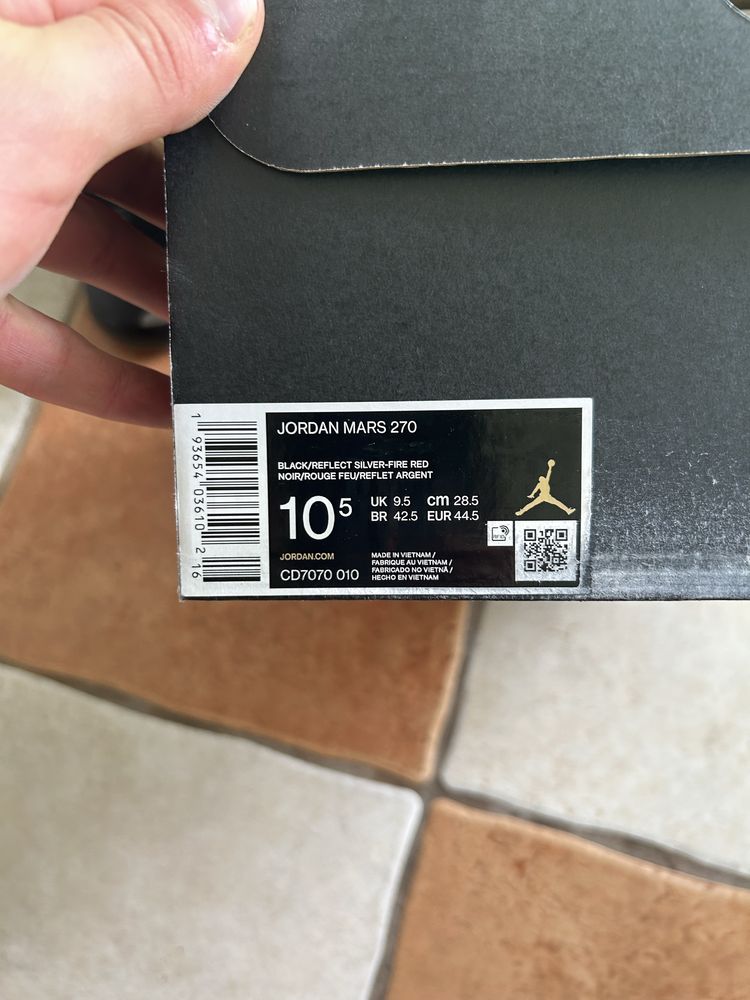 JORDAN MARS 270
BLACK/REFLECT SILVER-FIRE RED
NOIR/ROUGE FEU/REFLET ARGENT
10 5
UK 9.5 cm 28.5
BR 42.5 EUR 44.5
JORDAN.COM
CD7070 010
MADE IN VIETNAM /
FABRIQUE AU VIETNAM /
FABRICADO NO VIETNÃ /
HECHO EN VIETNAM
1 93654 03610 2 16